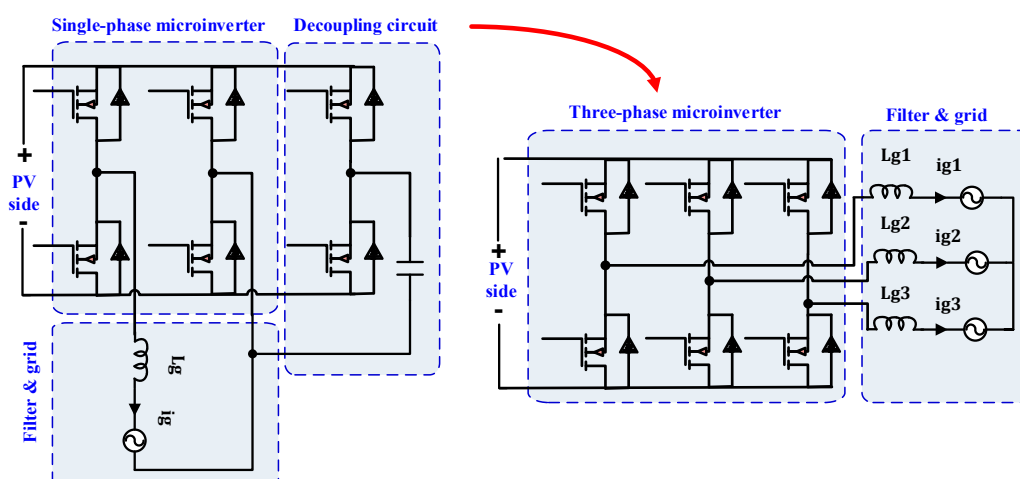 Single-phase microinverter
Decoupling circuit
+
PV
side
-
Lg
ig
Filter & grid
Three-phase microinverter
Filter & grid
+
PV
side
-
Lg1
ig1
Lg2
ig2
Lg3
ig3